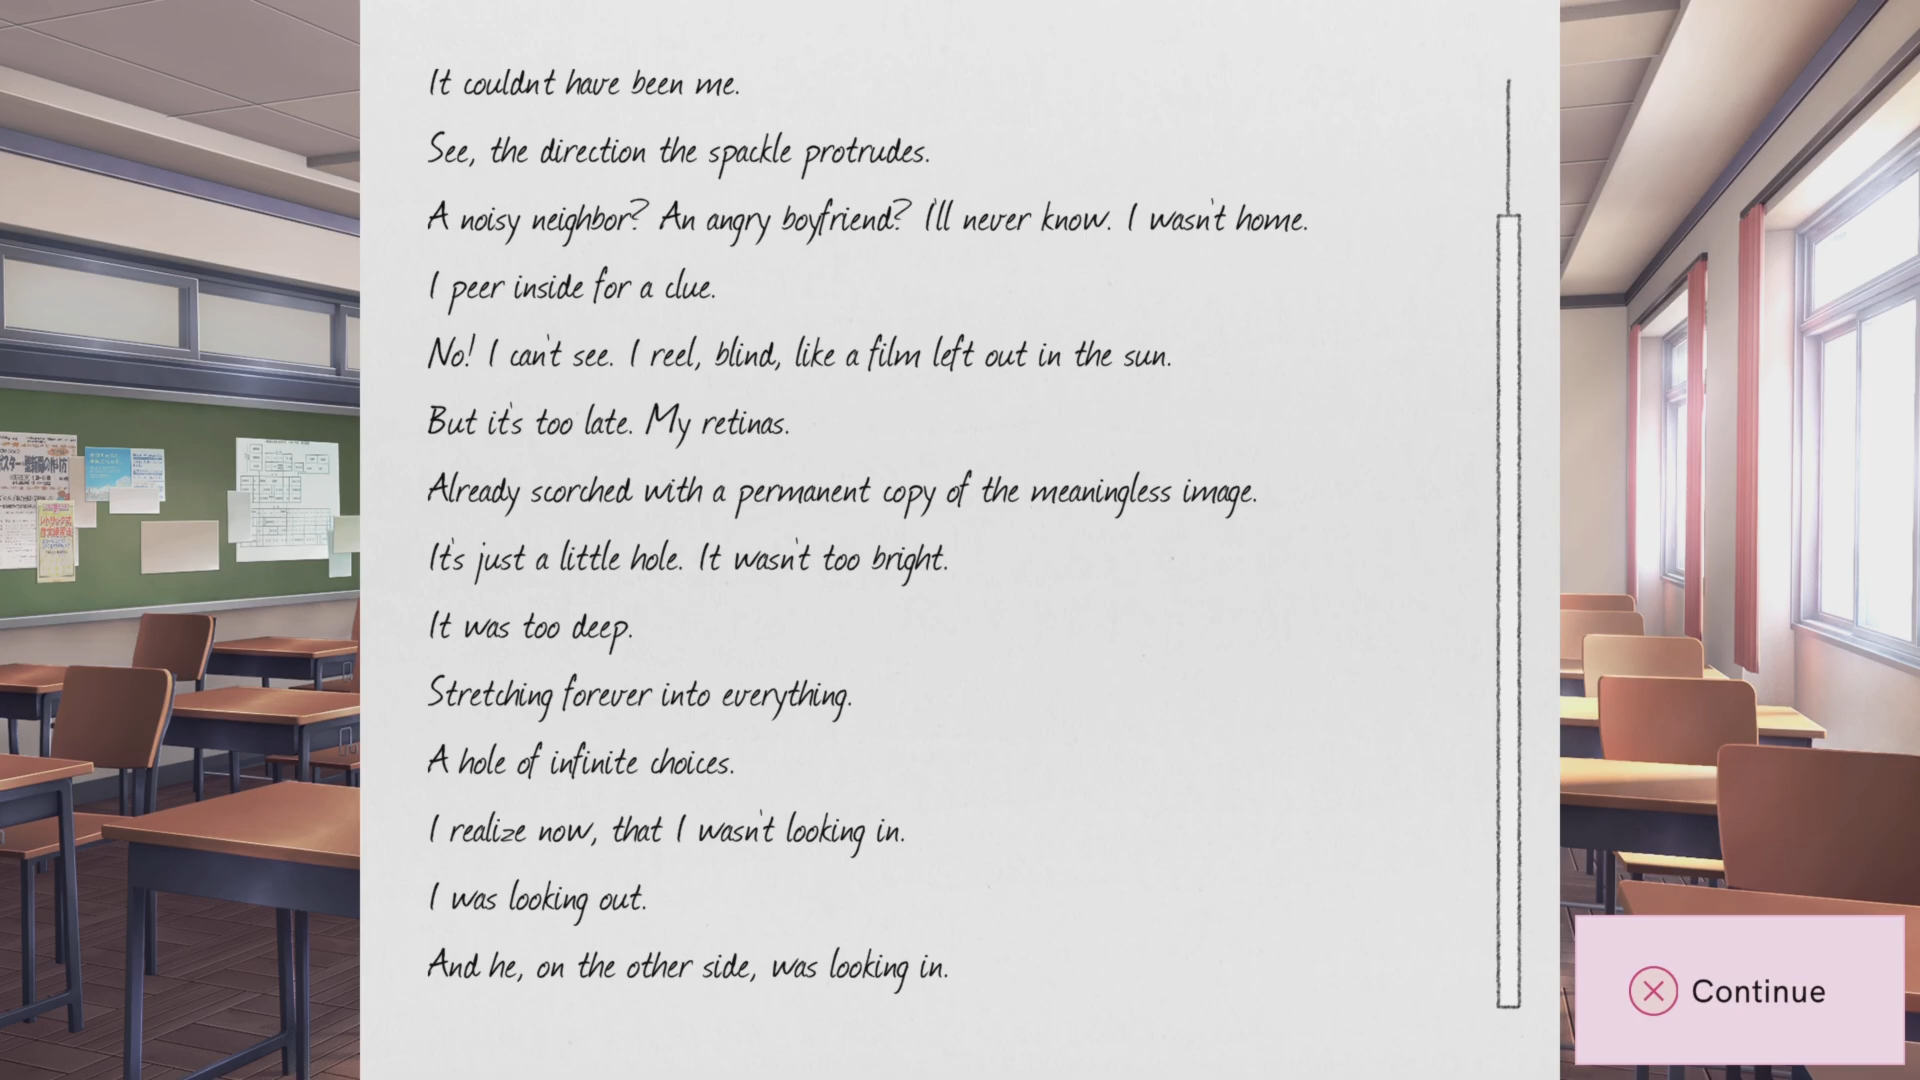 It couldnt have been me.
See, the direction the spackle protrudes.
A noisy neighbor? An angry boyfriend? I'll never know. I wasn't home.
I peer inside for a clue.
No! I can't see. I reel, blind, like a film left out in the sun.
But it's too late. My retinas.
Already scorched with a permanent copy of the meaningless image.
It's just a little hole. It wasn't too bright.
It was too deep.
Stretching forever into everything.
A hole of infinite choices.
I realize now, that I wasn't looking in.
I was looking out.
And he, on the other side, was looking in.
Continue